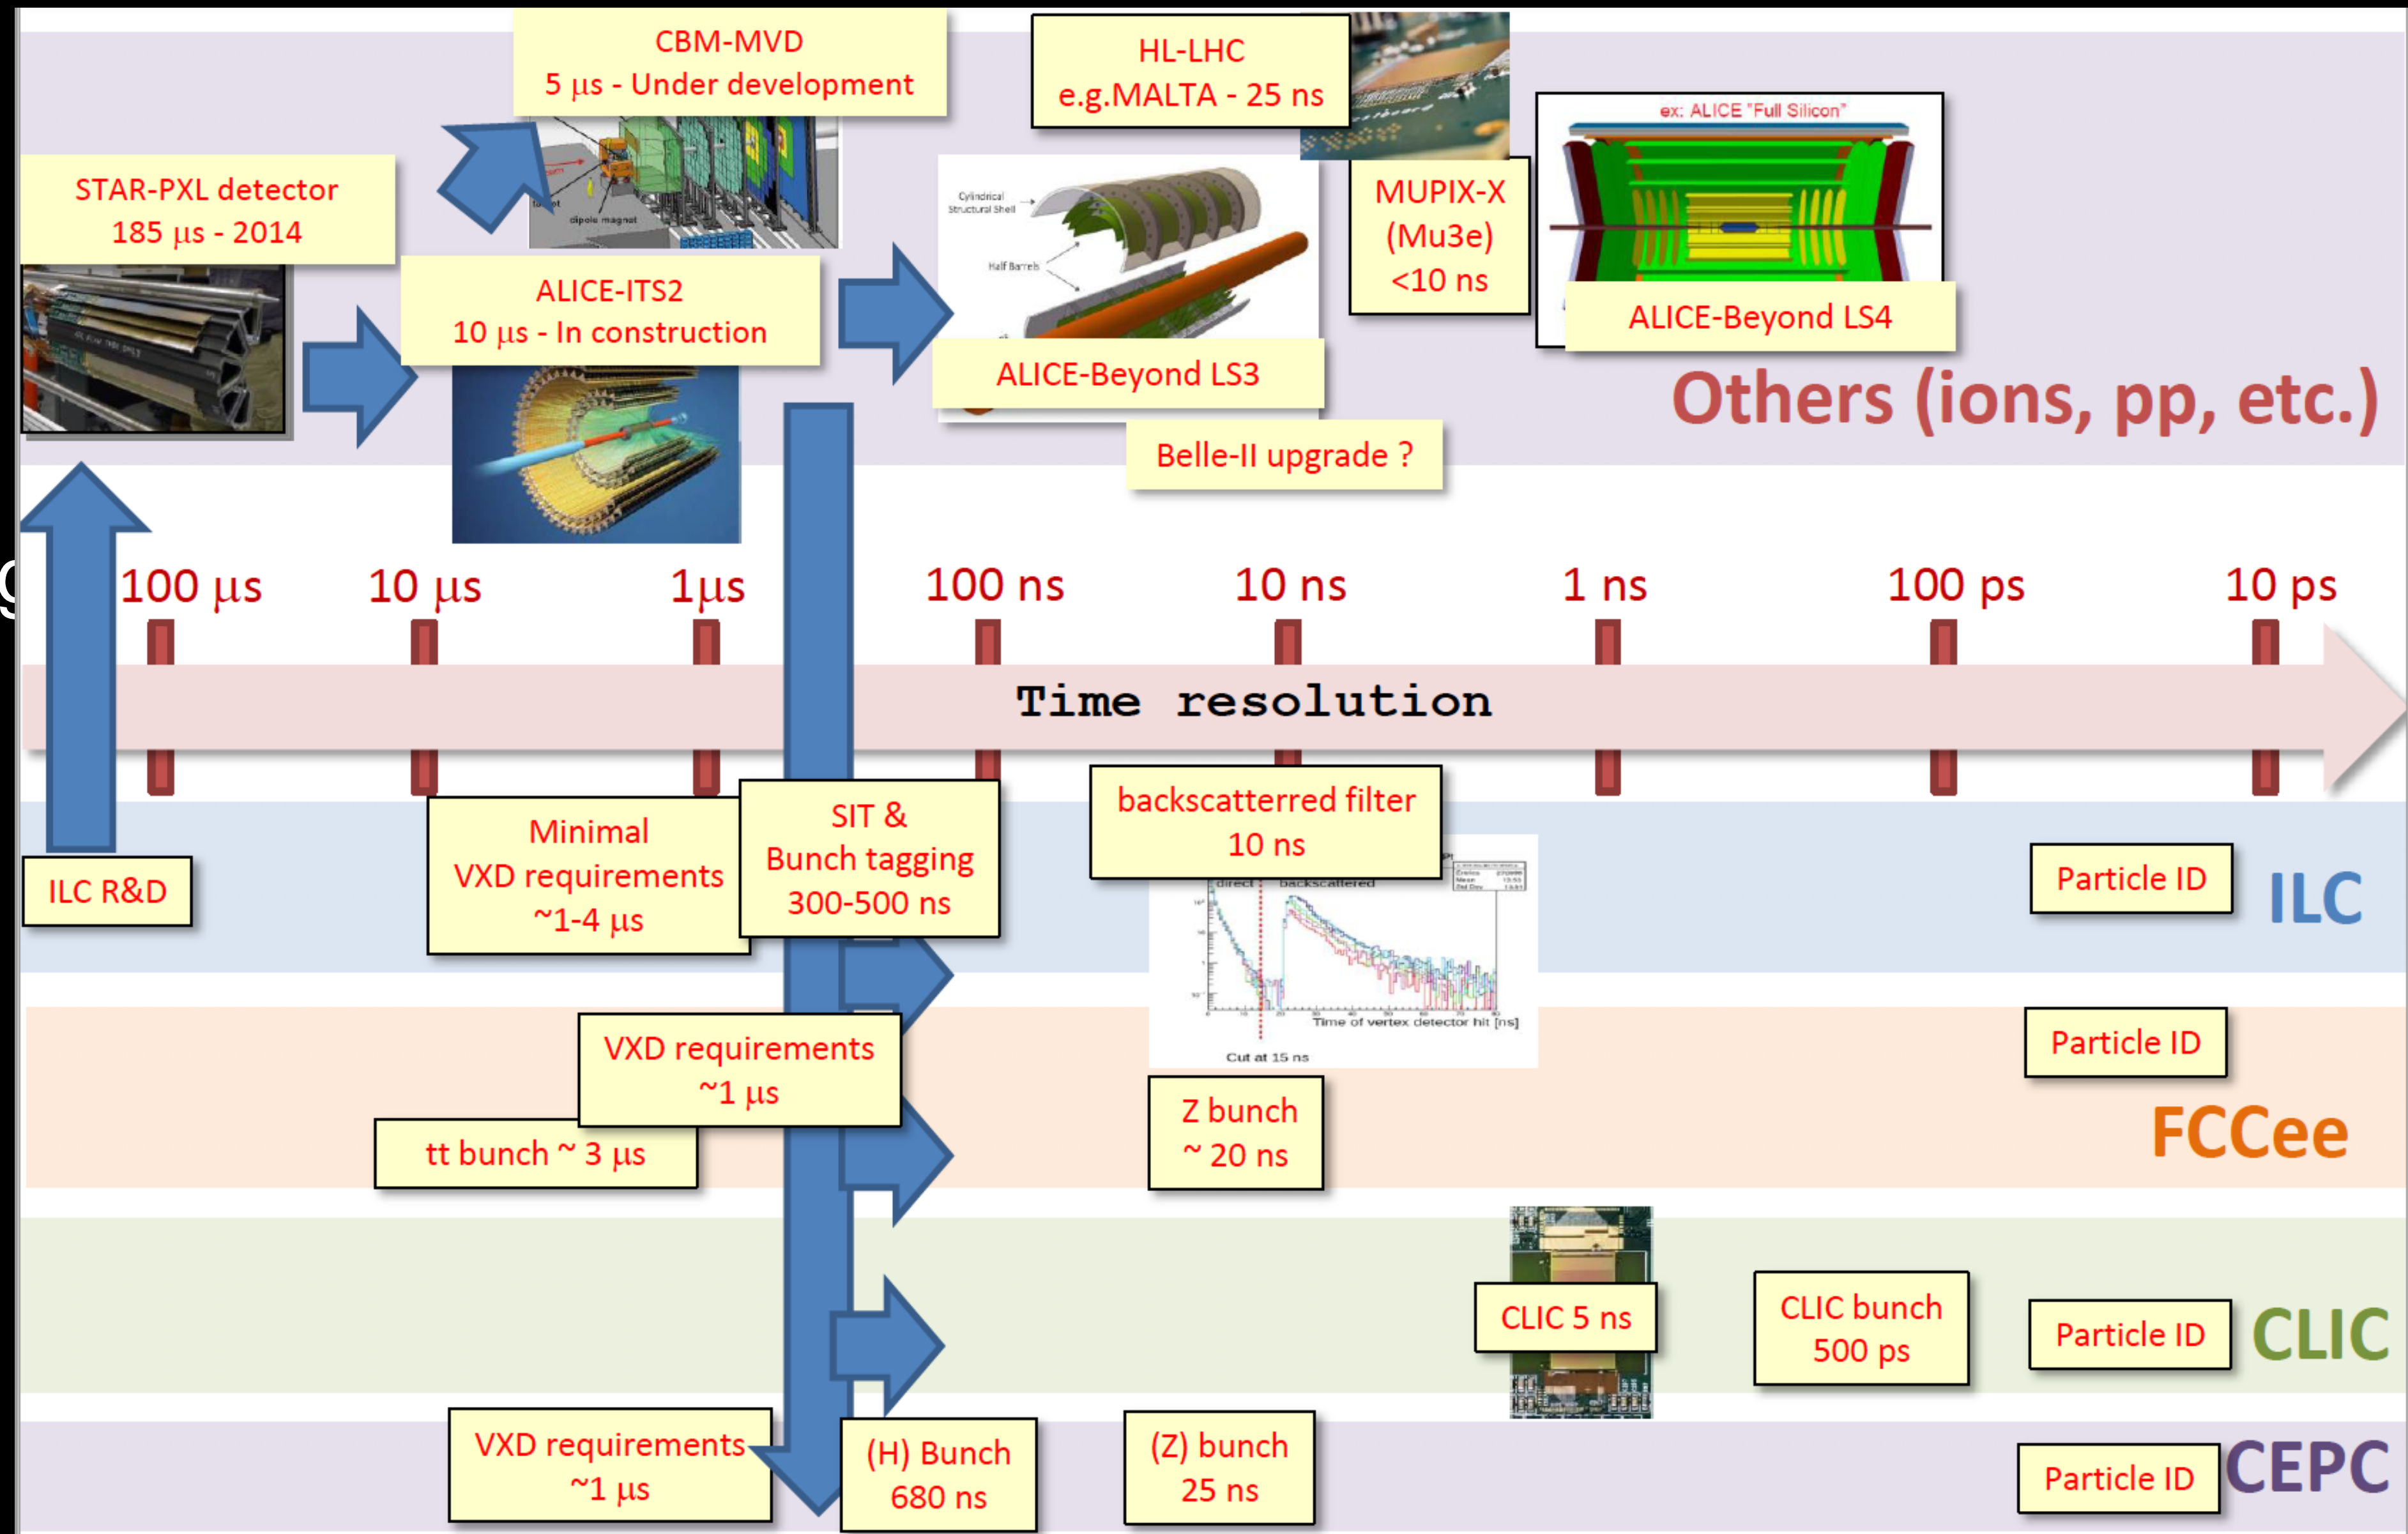 CBM-MVD
5 μs - Under development
HL-LHC
e.g.MALTA - 25 ns
ex: ALICE "Full Silicon"
STAR-PXL detector
185 μs - 2014
dipole magnet
Cylindrical
Structural Shell
Half Barrels
MUPIX-X
(Mu3e)
<10 ns
ALICE-ITS2
10 μs - In construction
ALICE-Beyond LS3
ALICE-Beyond LS4
Others (ions, pp, etc.)
Belle-II upgrade ?
g
100 μs
10 μs
1μs
100 ns
10 ns
1 ns
100 ps
10 ps
Time resolution
ILC R&D
Minimal
VXD requirements
~1-4 μs
SIT &
Bunch tagging
300-500 ns
backscatterred filter
10 ns
direct
backscattered
Time of vertex detector hit [ns]
Cut at 15 ns
Particle ID
ILC
VXD requirements
~1 μs
tt bunch ~ 3 μs
Z bunch
~ 20 ns
Particle ID
FCCee
CLIC 5 ns
CLIC bunch
500 ps
Particle ID
CLIC
VXD requirements
~1 μs
(H) Bunch
680 ns
(Z) bunch
25 ns
Particle ID
CEPC